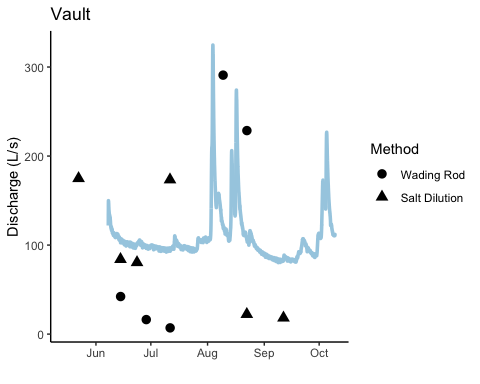 Vault
Discharge (L/s)
300
200
100
0
Jun Jul Aug Sep Oct
Method
Wading Rod
Salt Dilution